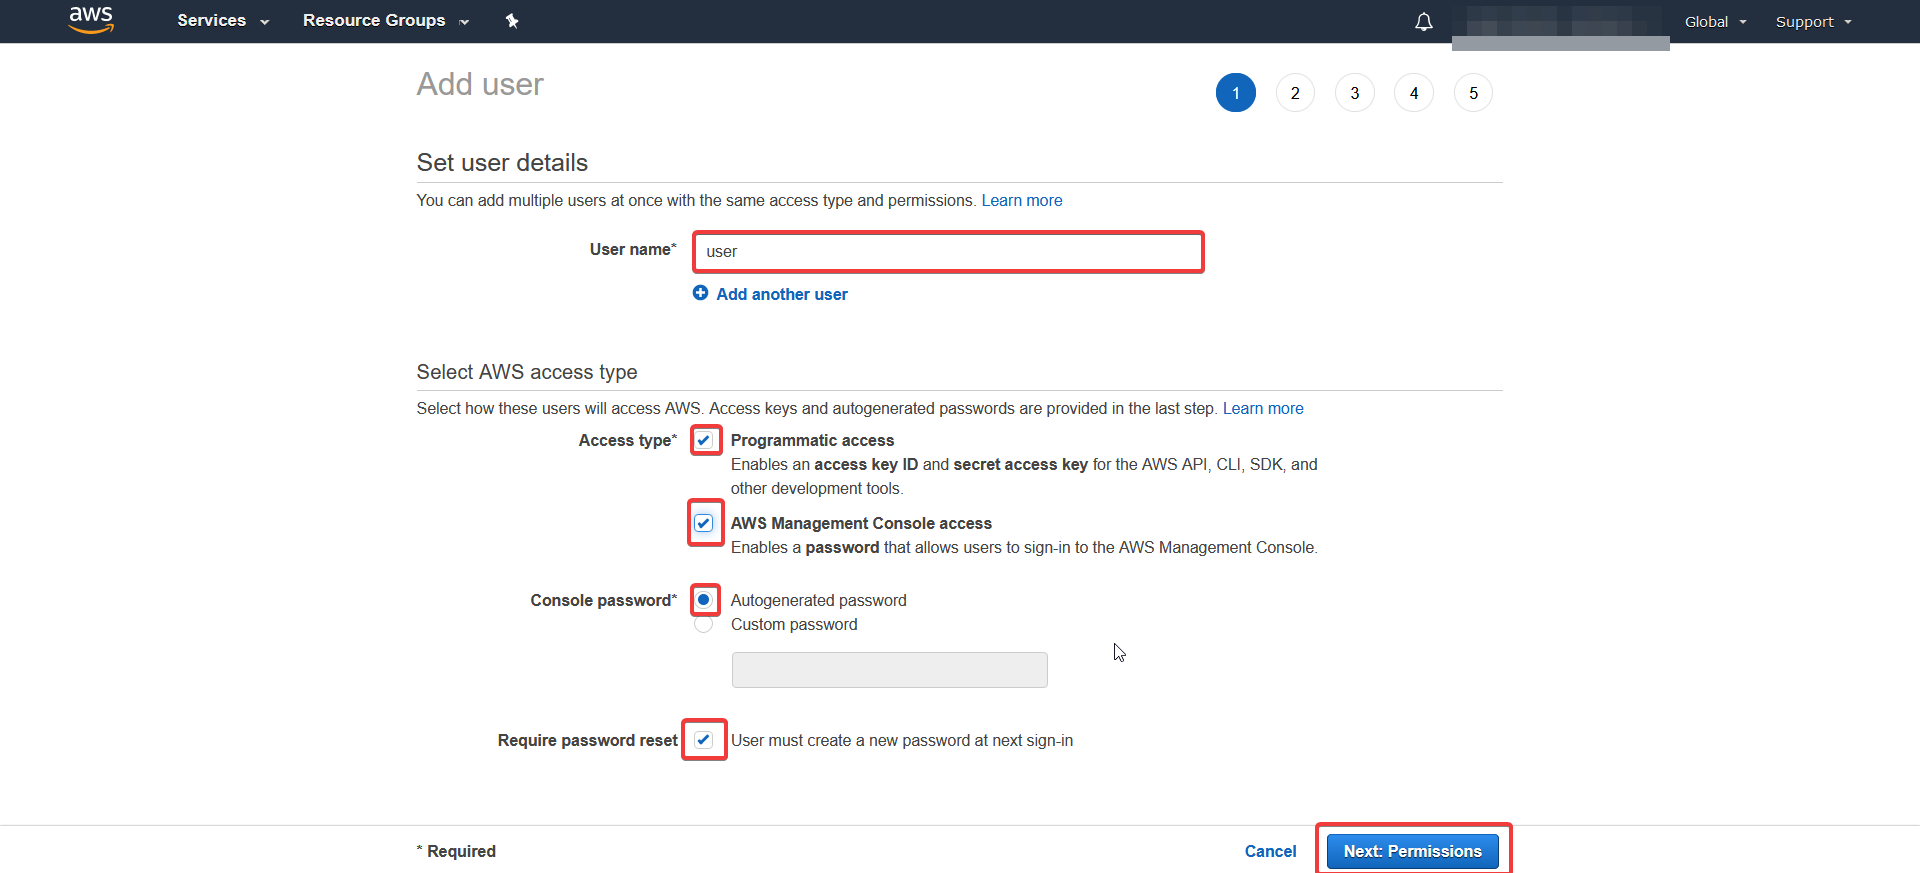 aws Services Resource Groups Global Support
Add user
1 2 3 4 5
Set user details
You can add multiple users at once with the same access type and permissions. Learn more
User name* user
Add another user
Select AWS access type
Select how these users will access AWS. Access keys and autogenerated passwords are provided in the last step. Learn more
Access type* Programmatic access
Enables an access key ID and secret access key for the AWS API, CLI, SDK, and
other development tools.
AWS Management Console access
Enables a password that allows users to sign-in to the AWS Management Console.
Console password* Autogenerated password
Custom password
Require password reset User must create a new password at next sign-in
* Required Cancel Next: Permissions